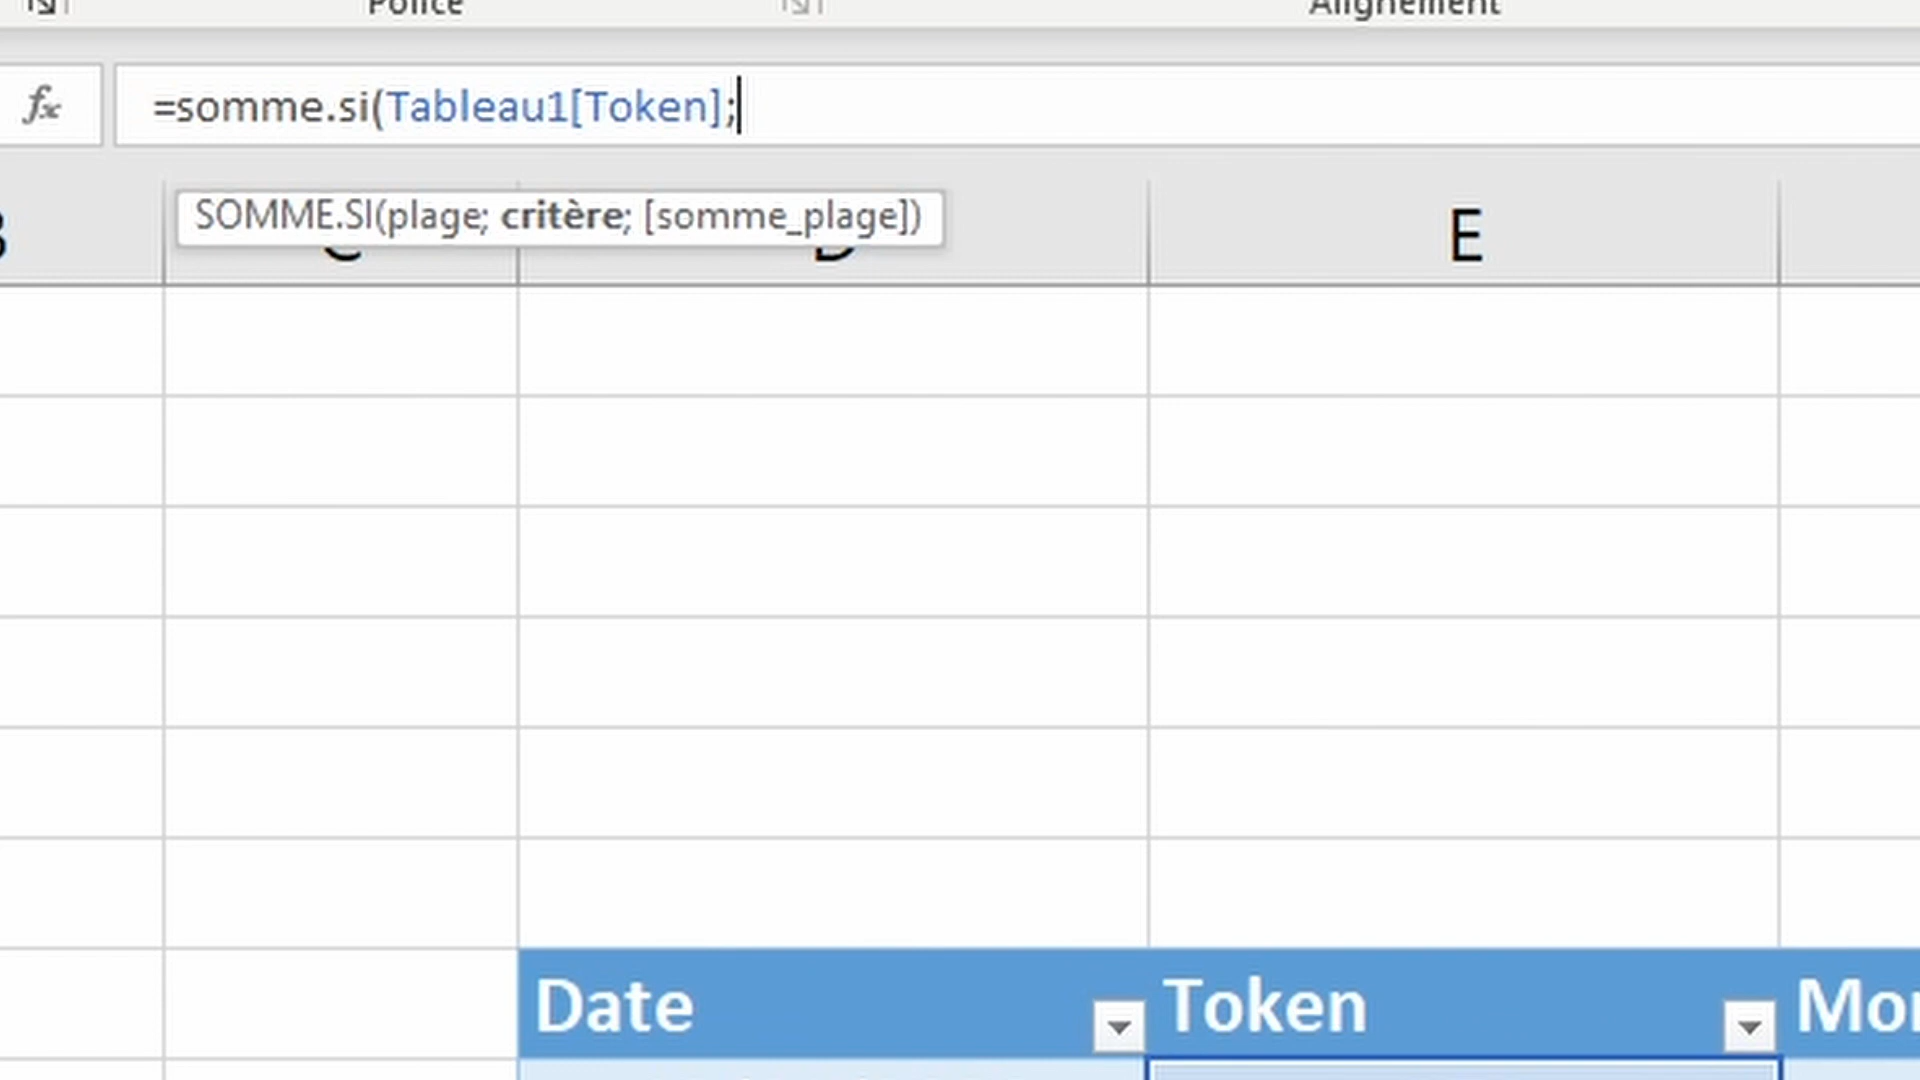 Police Alignement
fx =somme.si(Tableau1[Token];
SOMME.SI(plage; critère; [somme_plage])
C D E
Date Token